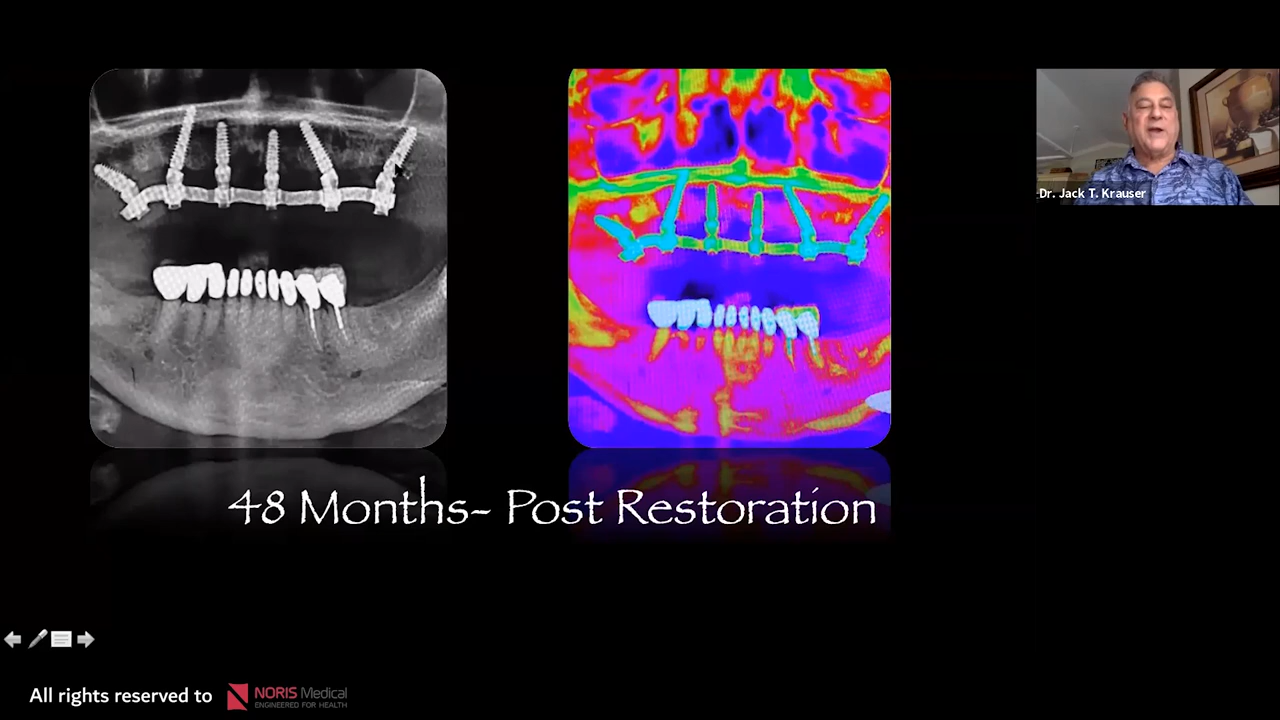 Dr. Jack T. Krauser
48 Months- Post Restoration
All rights reserved to NORIS Medical
ENGINEERED FOR HEALTH